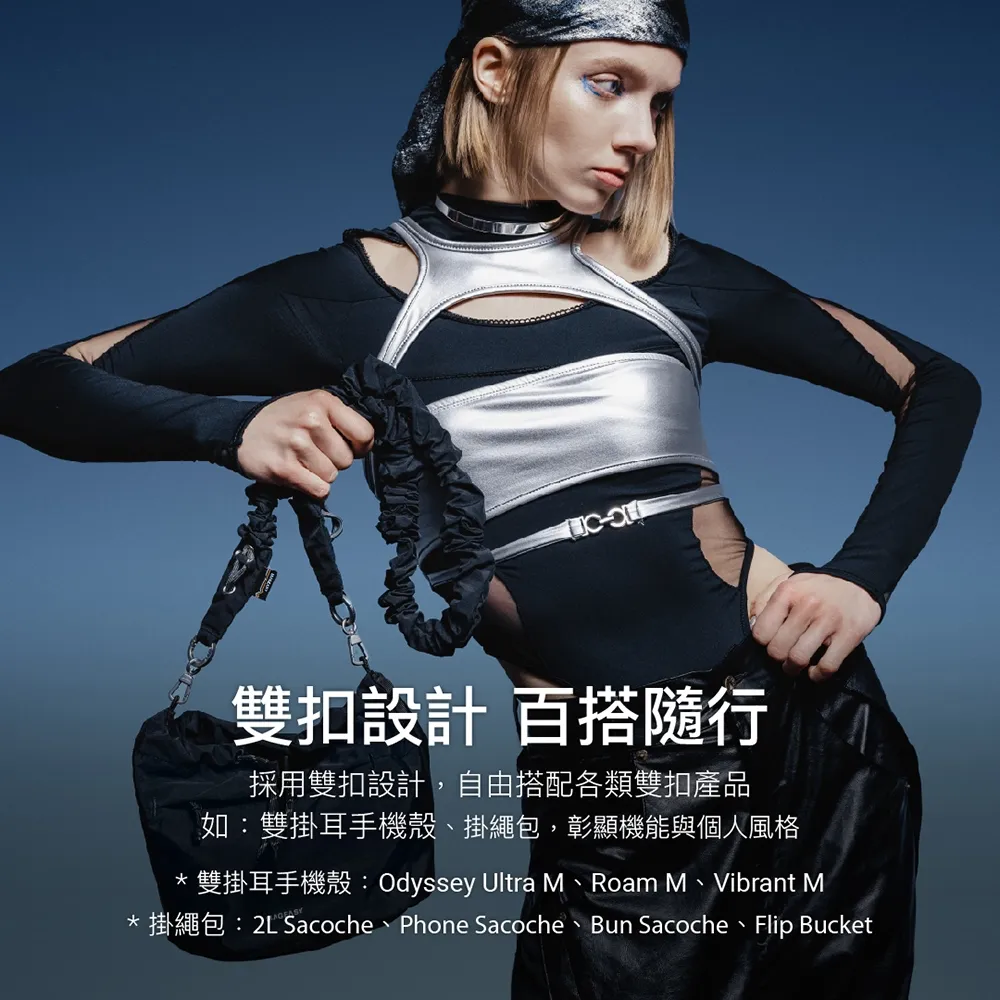 雙扣設計 百搭隨行
採用雙扣設計，自由搭配各類雙扣產品
如：雙掛耳手機殼、掛繩包，彰顯機能與個人風格
* 雙掛耳手機殼：Odyssey Ultra M、Roam M、Vibrant M
* 掛繩包：2L Sacoche、Phone Sacoche、Bun Sacoche、Flip Bucket